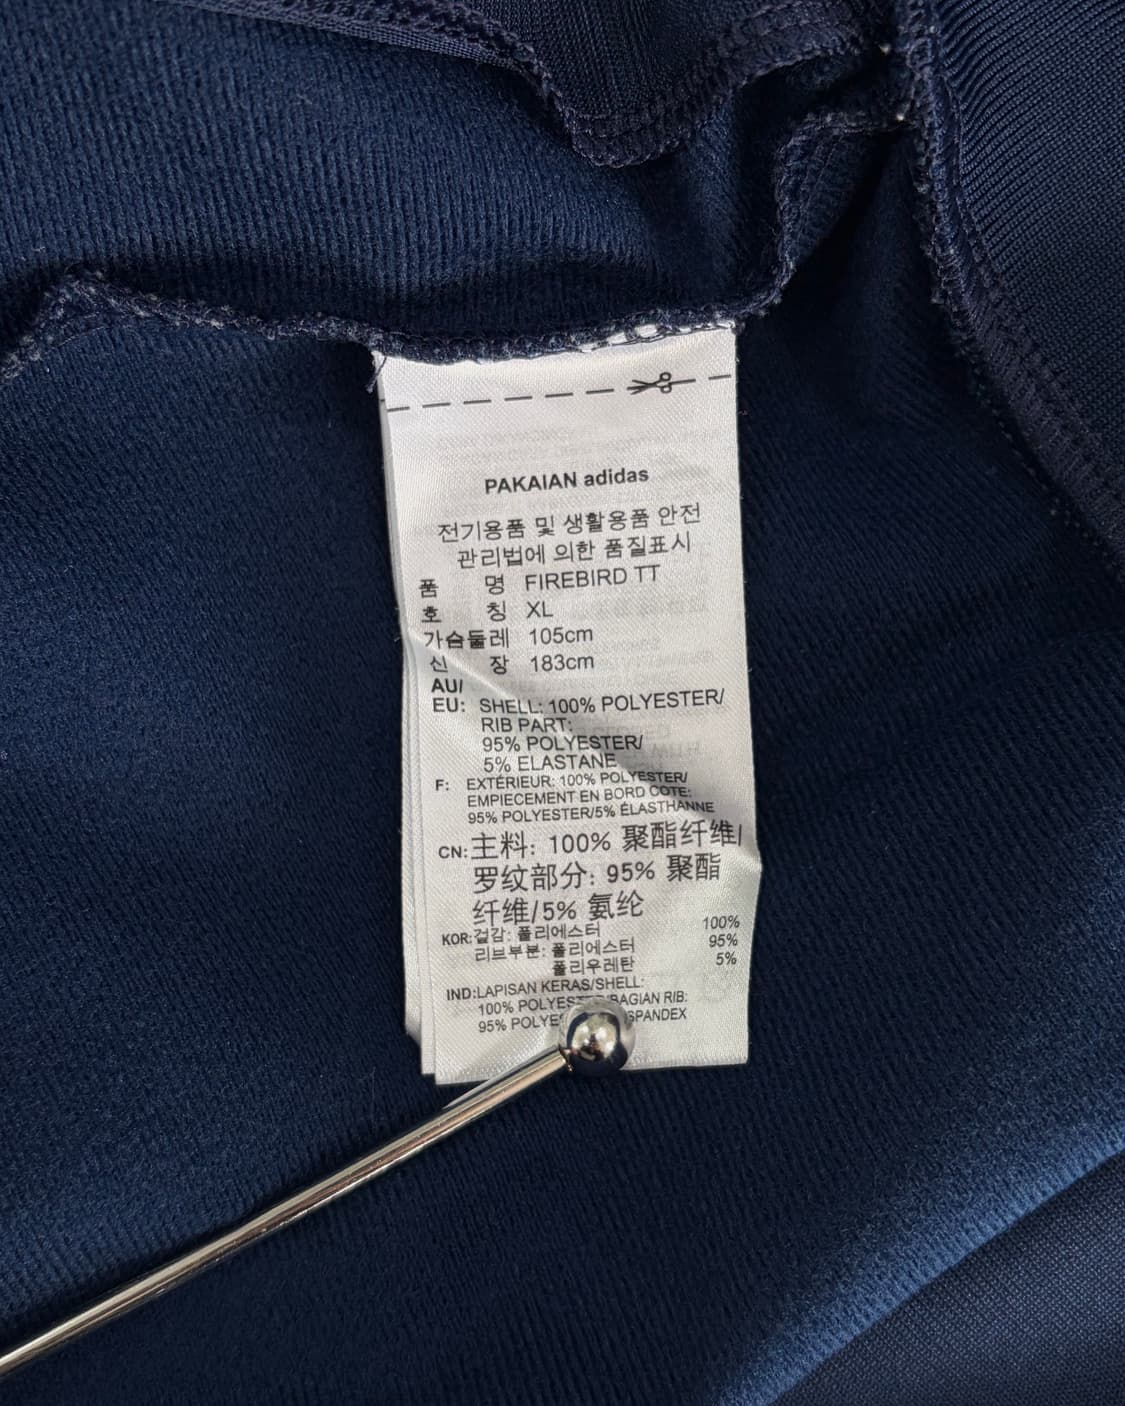 PAKAIAN adidas
전기용품 및 생활용품 안전
관리법에 의한 품질표시
품 명 FIREBIRD TT
호 칭 XL
가슴둘레 105cm
신 장 183cm
AU/
EU: SHELL: 100% POLYESTER/
RIB PART:
95% POLYESTER/
5% ELASTANE
F: EXTÉRIEUR: 100% POLYESTER/
EMPIECEMENT EN BORD COTE:
95% POLYESTER/5% ÉLASTHANNE
CN: 主料: 100% 聚酯纤维/
罗纹部分: 95% 聚酯
纤维/5% 氨纶
KOR: 겉감: 폴리에스터 100%
리브부분: 폴리에스터 95%
폴리우레탄 5%
IND: LAPISAN KERAS/SHELL:
100% BAGIAN RIB:
95% SPANDEX